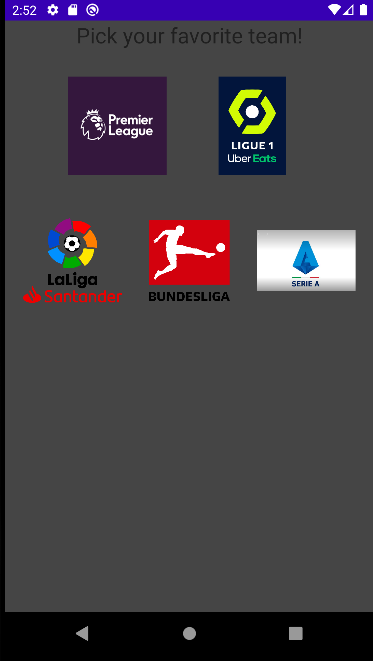 2:52
Pick your favorite team!
Premier
League
LIGUE 1
Uber Eats
LaLiga
Santander
BUNDESLIGA
SERIE A